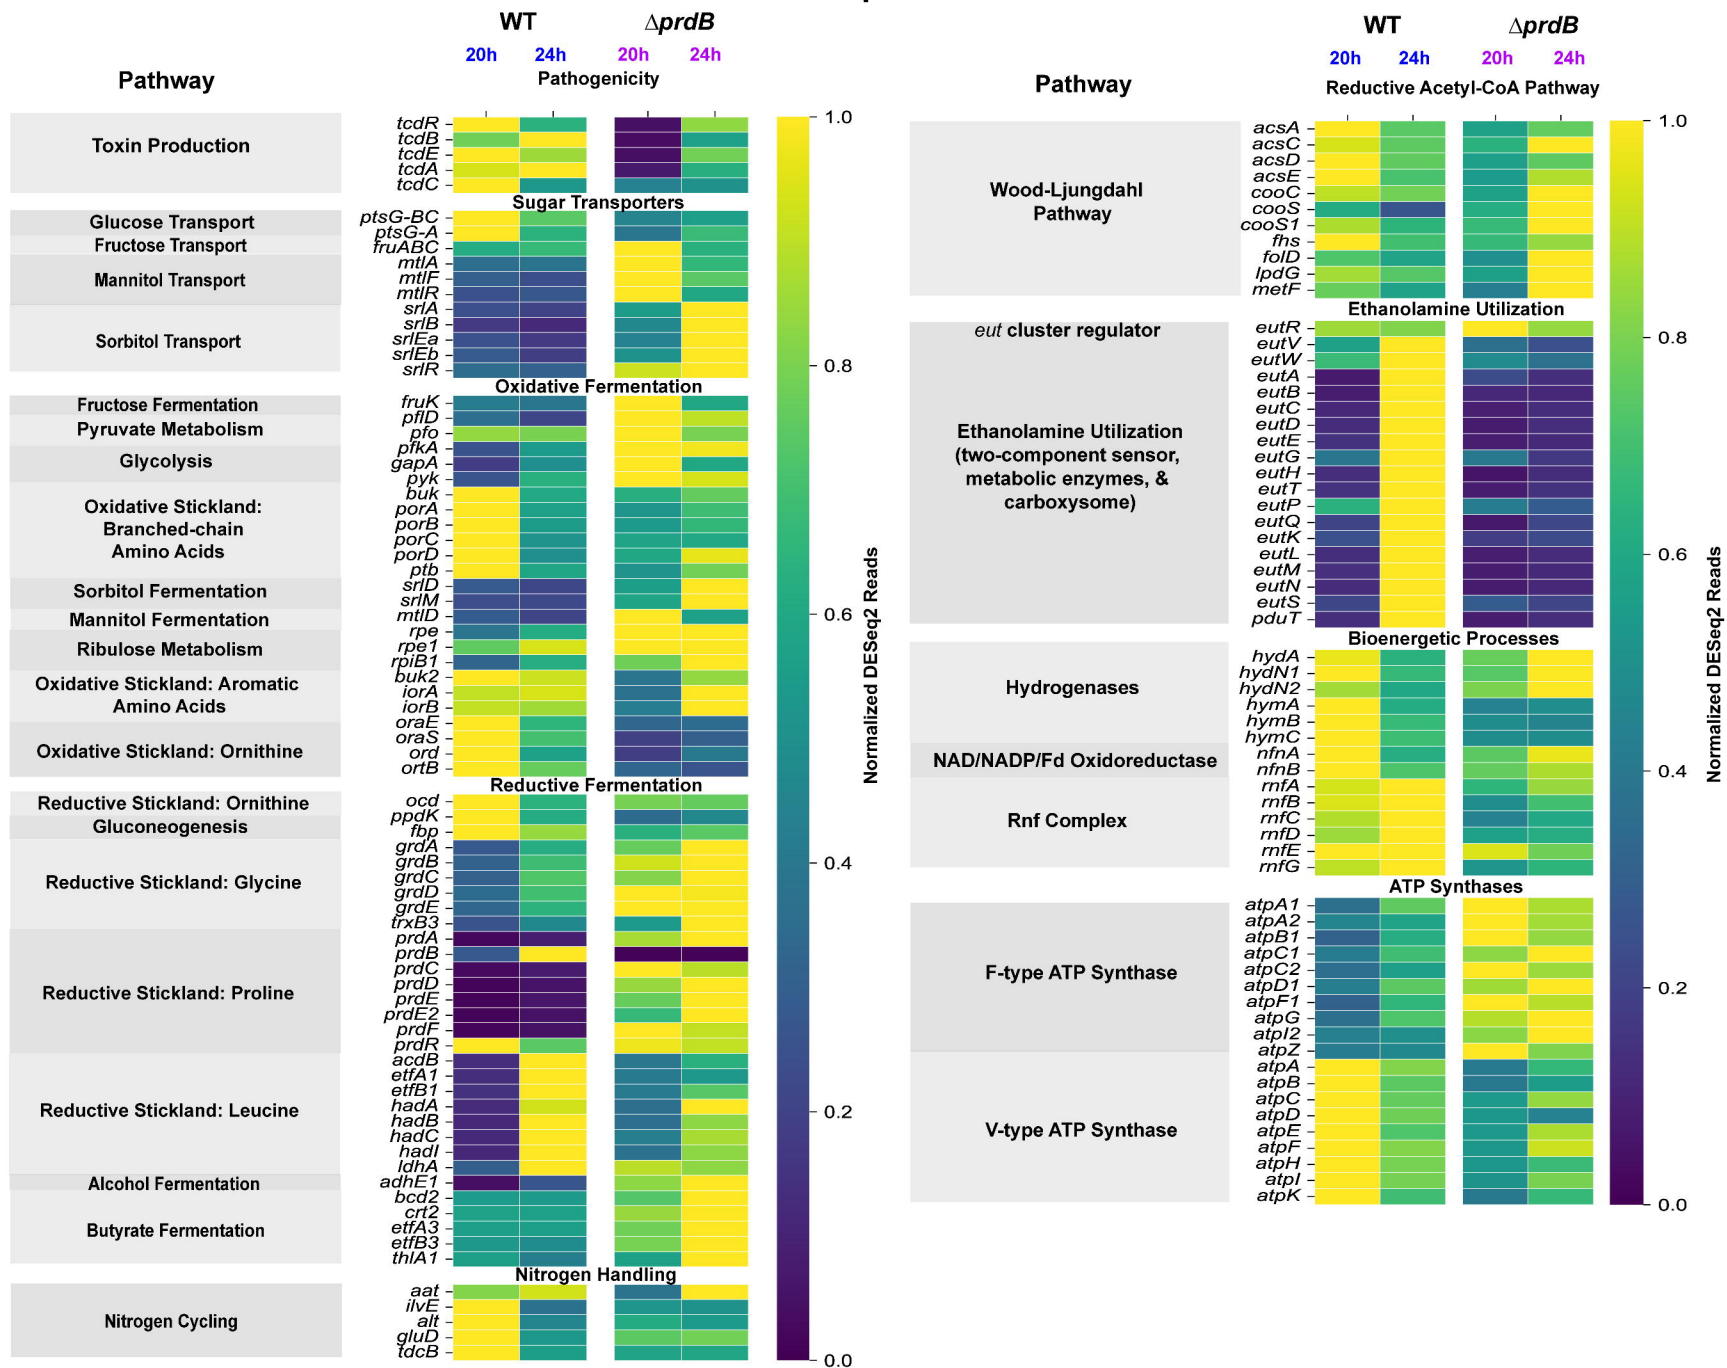 WT ΔprdB
20h 24h 20h 24h
Pathway
Pathogenicity
Toxin Production
tcdR
tcdB
tcdE
tcdA
tcdC
Sugar Transporters
Glucose Transport
Fructose Transport
Mannitol Transport
Sorbitol Transport
ptsG-BC
ptsG-A
fruABC
mtlA
mtlF
mtlR
srlA
srlB
srlEa
srlEb
srlR
Oxidative Fermentation
Fructose Fermentation
Pyruvate Metabolism
Glycolysis
Oxidative Stickland:
Branched-chain
Amino Acids
Sorbitol Fermentation
Mannitol Fermentation
Ribulose Metabolism
Oxidative Stickland: Aromatic
Amino Acids
Oxidative Stickland: Ornithine
fruK
pflD
pfo
pfkA
gapA
pyk
buk
porA
porB
porC
porD
ptb
srlD
srlM
mtlD
rpe
rpe1
rpiB1
buk2
iorA
iorB
oraE
oraS
ord
ortB
Reductive Fermentation
Reductive Stickland: Ornithine
Gluconeogenesis
Reductive Stickland: Glycine
Reductive Stickland: Proline
Reductive Stickland: Leucine
Alcohol Fermentation
Butyrate Fermentation
ocd
ppdK
fbp
grdA
grdB
grdC
grdD
grdE
trxB3
prdA
prdB
prdC
prdD
prdE
prdE2
prdF
prdR
acdB
etfA1
etfB1
hadA
hadB
hadC
hadI
ldhA
adhE1
bcd2
crt2
etfA3
etfB3
thlA1
Nitrogen Handling
Nitrogen Cycling
aat
ilvE
alt
gluD
tdcB
1.0
0.8
0.6
0.4
0.2
0.0
Normalized DESeq2 Reads
WT ΔprdB
20h 24h 20h 24h
Pathway
Reductive Acetyl-CoA Pathway
Wood-Ljungdahl
Pathway
acsA
acsC
acsD
acsE
cooC
cooS
cooS1
fhs
folD
lpdG
metF
Ethanolamine Utilization
eut cluster regulator
Ethanolamine Utilization
(two-component sensor,
metabolic enzymes, &
carboxysome)
eutR
eutV
eutW
eutA
eutB
eutC
eutD
eutE
eutG
eutH
eutT
eutP
eutQ
eutK
eutL
eutM
eutN
eutS
pduT
Bioenergetic Processes
Hydrogenases
NAD/NADP/Fd Oxidoreductase
Rnf Complex
hydA
hydN1
hydN2
hymA
hymB
hymC
nfnA
nfnB
rnfA
rnfB
rnfC
rnfD
rnfE
rnfG
ATP Synthases
F-type ATP Synthase
V-type ATP Synthase
atpA1
atpA2
atpB1
atpC1
atpC2
atpD1
atpF1
atpG
atpI2
atpZ
atpA
atpB
atpC
atpD
atpE
atpF
atpH
atpI
atpK
1.0
0.8
0.6
0.4
0.2
0.0
Normalized DESeq2 Reads